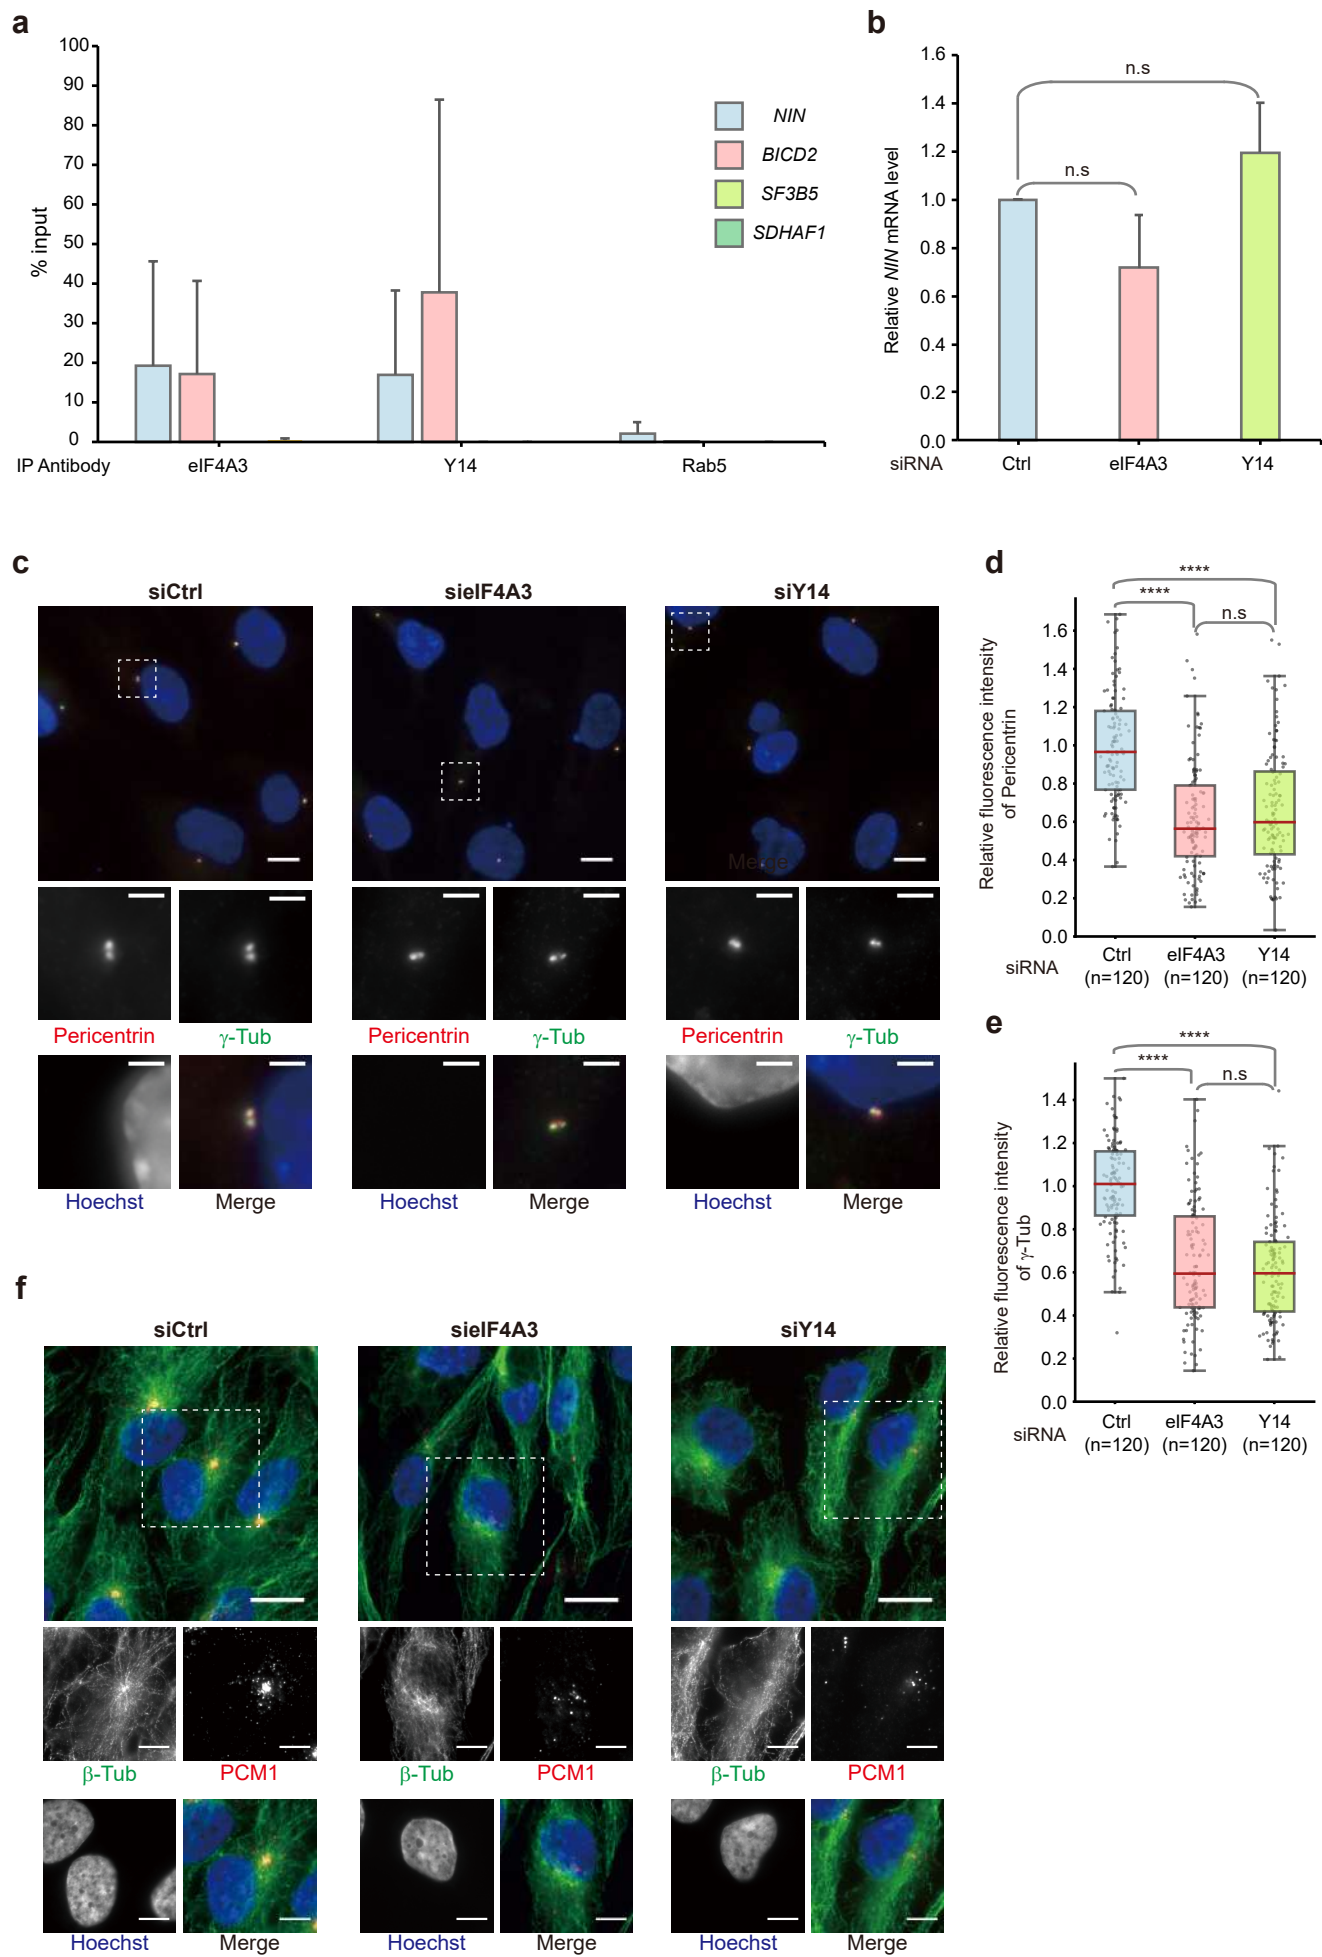 a
100
90
80
70
60
50
40
30
20
10
0
% input
NIN
BICD2
SF3B5
SDHAF1
IP Antibody eIF4A3 Y14 Rab5
b
1.6
1.4
1.2
1.0
0.8
0.6
0.4
0.2
0.0
Relative NIN mRNA level
n.s
n.s
siRNA Ctrl eIF4A3 Y14
c
siCtrl sieIF4A3 siY14
Merge
Pericentrin γ-Tub Pericentrin γ-Tub Pericentrin γ-Tub
Hoechst Merge Hoechst Merge Hoechst Merge
d
****
****
n.s
1.6
1.4
1.2
1.0
0.8
0.6
0.4
0.2
0.0
Relative fluorescence intensity
of Pericentrin
Ctrl eIF4A3 Y14
siRNA (n=120) (n=120) (n=120)
e
****
****
n.s
1.4
1.2
1.0
0.8
0.6
0.4
0.2
0.0
Relative fluorescence intensity
of γ-Tub
Ctrl eIF4A3 Y14
siRNA (n=120) (n=120) (n=120)
f
siCtrl sieIF4A3 siY14
β-Tub PCM1 β-Tub PCM1 β-Tub PCM1
Hoechst Merge Hoechst Merge Hoechst Merge